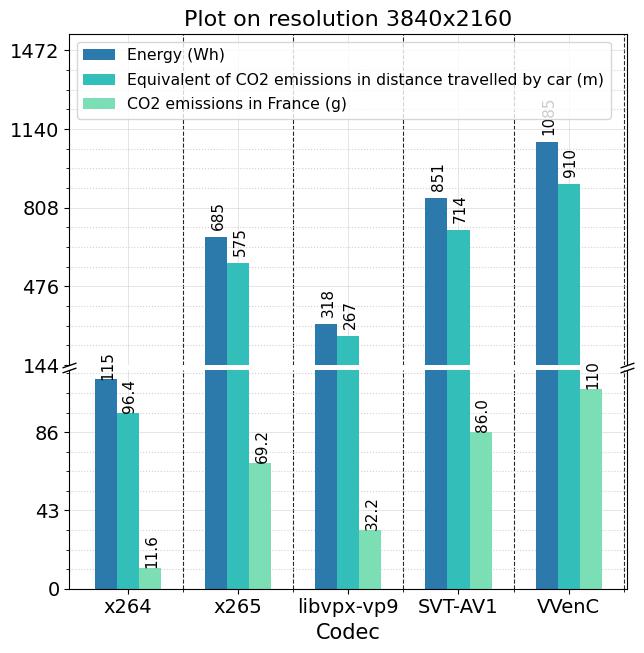 Plot on resolution 3840x2160
Energy (Wh)
Equivalent of CO2 emissions in distance travelled by car (m)
CO2 emissions in France (g)
1472
1140
808
476
144
86
43
0
115
96.4
11.6
685
575
69.2
318
267
32.2
851
714
86.0
1085
910
110
x264
x265
libvpx-vp9
SVT-AV1
VVenC
Codec